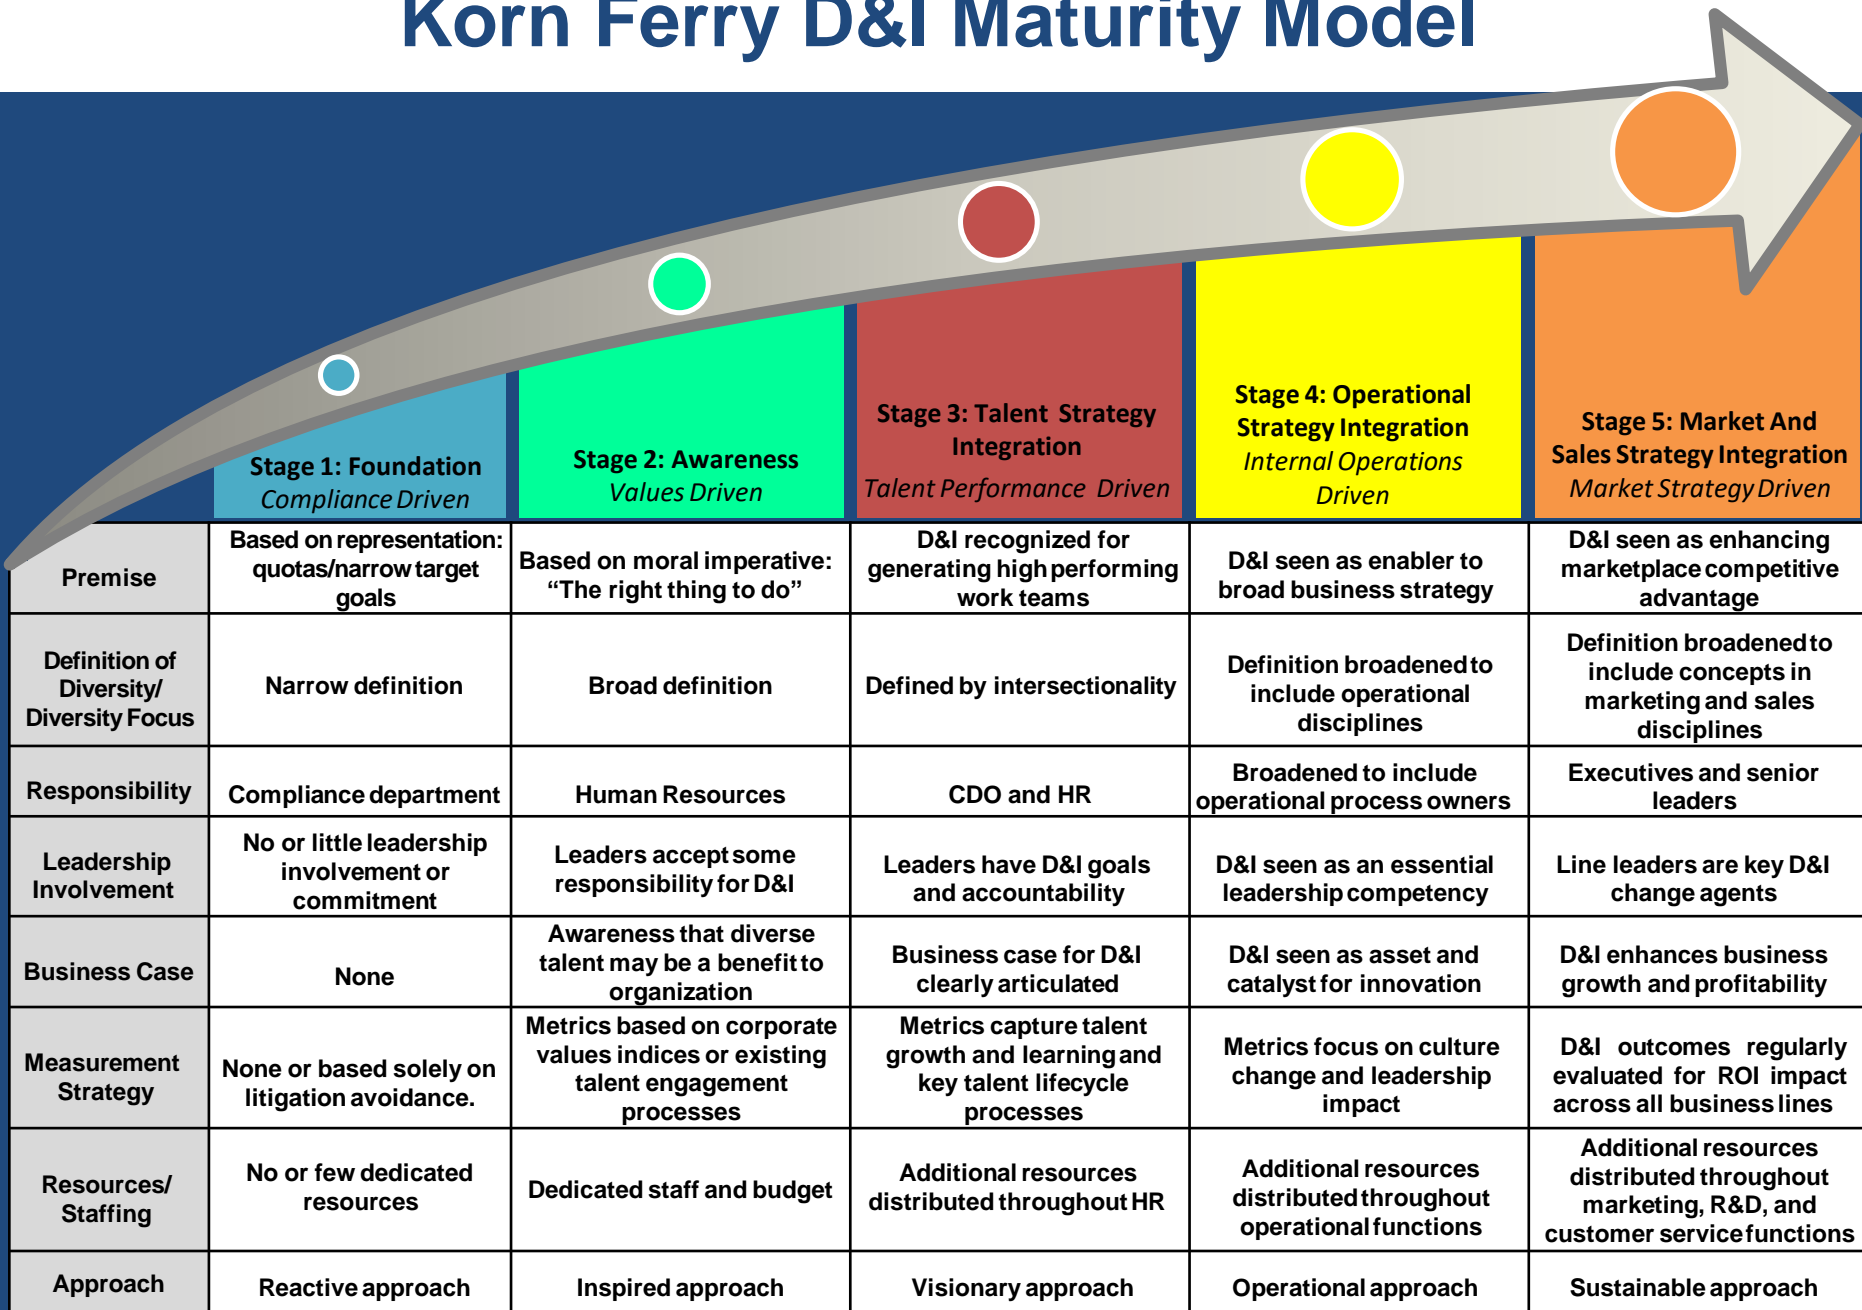 Korn Ferry D&I Maturity Model
Stage 1: Foundation
Compliance Driven
Stage 2: Awareness
Values Driven
Stage 3: Talent Strategy
Integration
Talent Performance Driven
Stage 4: Operational
Strategy Integration
Internal Operations
Driven
Stage 5: Market And
Sales Strategy Integration
Market Strategy Driven
Premise
Based on representation:
quotas/narrow target
goals
Based on moral imperative:
“The right thing to do”
D&I recognized for
generating high performing
work teams
D&I seen as enabler to
broad business strategy
D&I seen as enhancing
marketplace competitive
advantage
Definition of
Diversity/
Diversity Focus
Narrow definition
Broad definition
Defined by intersectionality
Definition broadened to
include operational
disciplines
Definition broadened to
include concepts in
marketing and sales
disciplines
Responsibility
Compliance department
Human Resources
CDO and HR
Broadened to include
operational process owners
Executives and senior
leaders
Leadership
Involvement
No or little leadership
involvement or
commitment
Leaders accept some
responsibility for D&I
Leaders have D&I goals
and accountability
D&I seen as an essential
leadership competency
Line leaders are key D&I
change agents
Business Case
None
Awareness that diverse
talent may be a benefit to
organization
Business case for D&I
clearly articulated
D&I seen as asset and
catalyst for innovation
D&I enhances business
growth and profitability
Measurement
Strategy
None or based solely on
litigation avoidance.
Metrics based on corporate
values indices or existing
talent engagement
processes
Metrics capture talent
growth and learning and
key talent lifecycle
processes
Metrics focus on culture
change and leadership
impact
D&I outcomes regularly
evaluated for ROI impact
across all business lines
Resources/
Staffing
No or few dedicated
resources
Dedicated staff and budget
Additional resources
distributed throughout HR
Additional resources
distributed throughout
operational functions
Additional resources
distributed throughout
marketing, R&D, and
customer service functions
Approach
Reactive approach
Inspired approach
Visionary approach
Operational approach
Sustainable approach